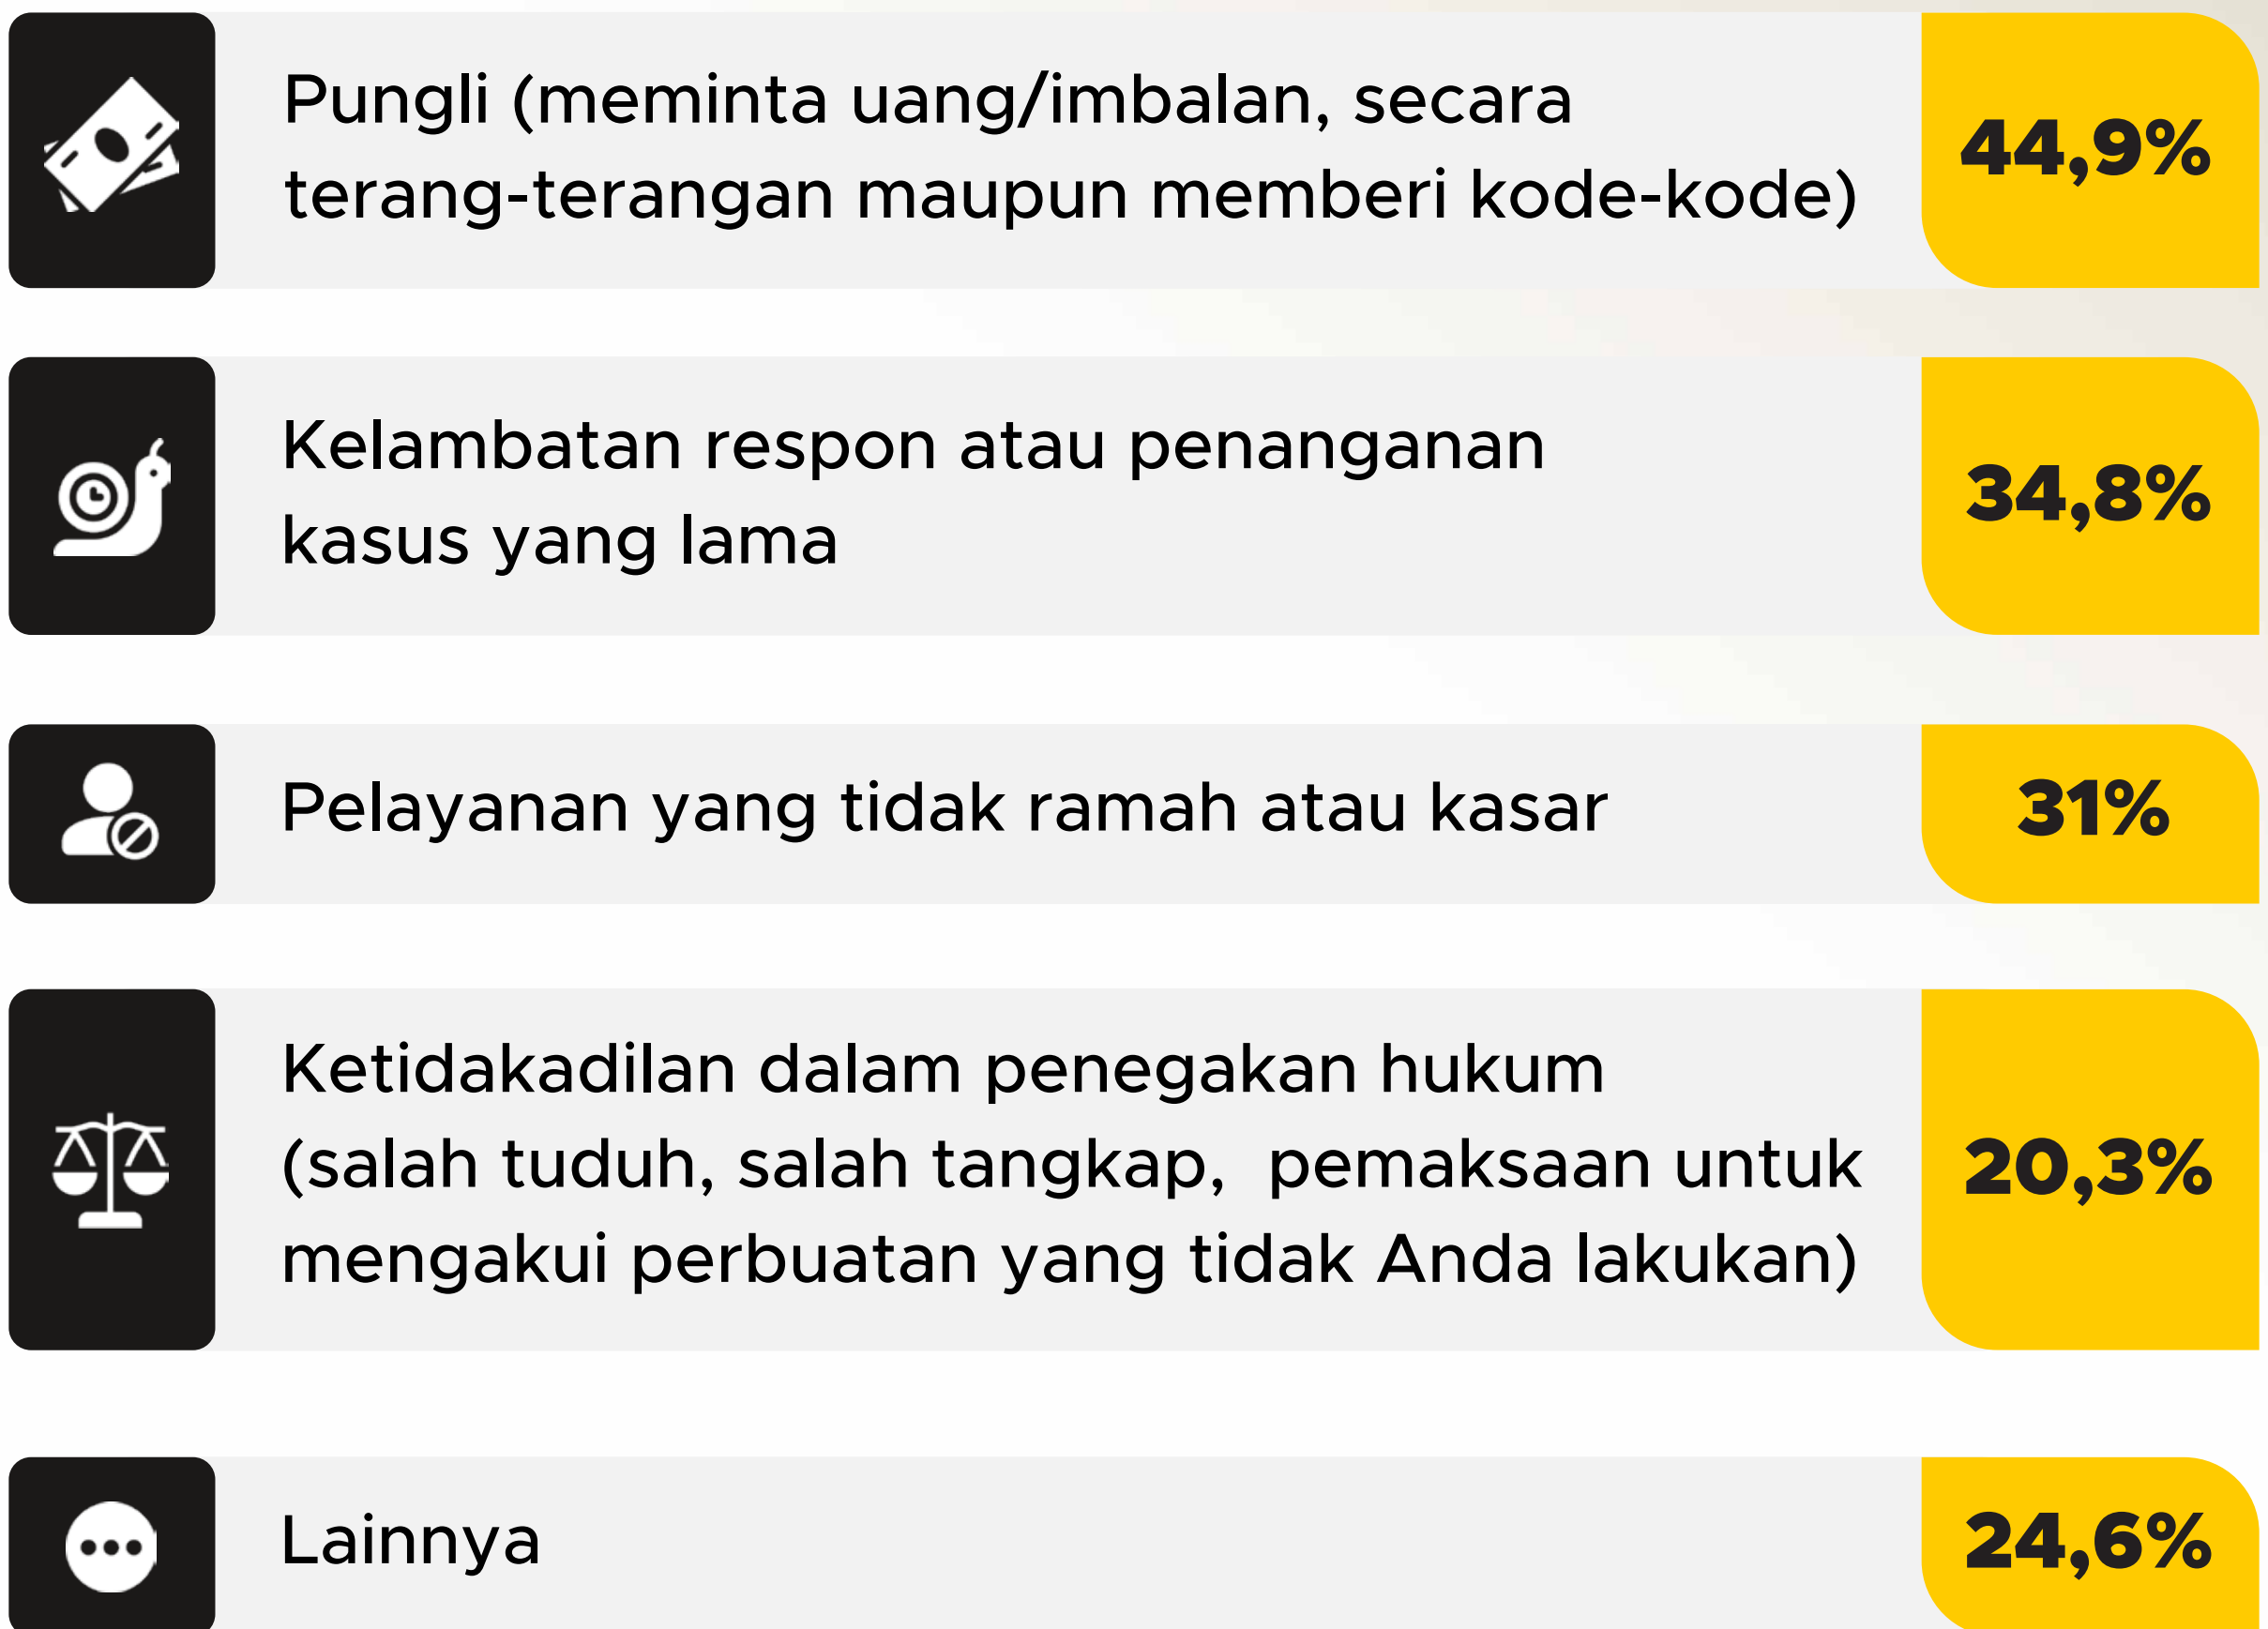 Pungli (meminta uang/imbalan, secara
terang-terangan maupun memberi kode-kode)
44,9%
Kelambatan respon atau penanganan
kasus yang lama
34,8%
Pelayanan yang tidak ramah atau kasar
31%
Ketidakadilan dalam penegakan hukum
(salah tuduh, salah tangkap, pemaksaan untuk
mengakui perbuatan yang tidak Anda lakukan)
20,3%
Lainnya
24,6%